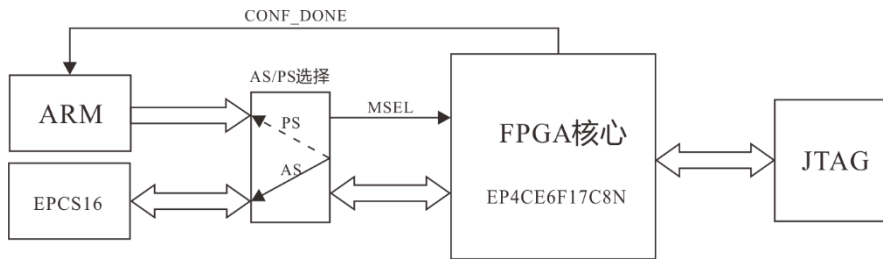 CONF_DONE
AS/PS选择
ARM
PS
MSEL
FPGA核心
JTAG
AS
EPCS16
EP4CE6F17C8N